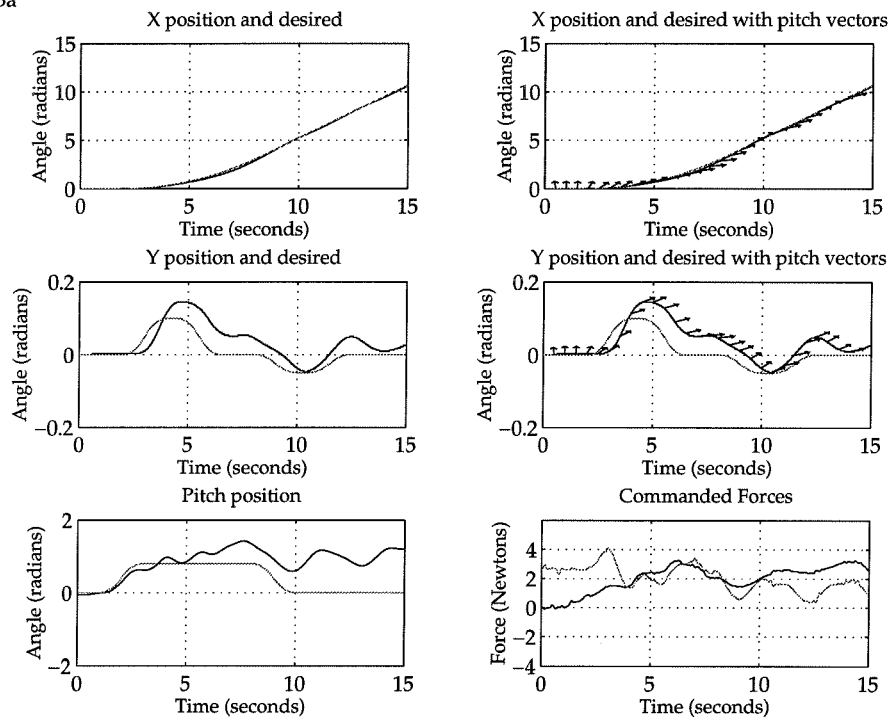 X position and desired
15
10
5
0
Angle (radians)
0 5 10 15
Time (seconds)
X position and desired with pitch vectors
15
10
5
0
Angle (radians)
0 5 10 15
Time (seconds)
Y position and desired
0.2
0
−0.2
Angle (radians)
0 5 10 15
Time (seconds)
Y position and desired with pitch vectors
0.2
0
−0.2
Angle (radians)
0 5 10 15
Time (seconds)
Pitch position
2
0
−2
Angle (radians)
0 5 10 15
Time (seconds)
Commanded Forces
4
2
0
−2
−4
Force (Newtons)
0 5 10 15
Time (seconds)